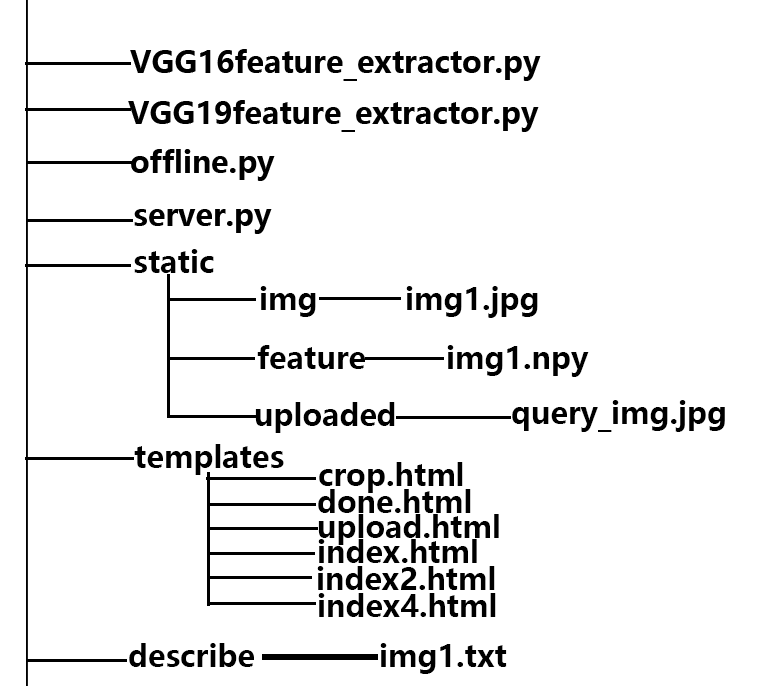 VGG16feature_extractor.py
VGG19feature_extractor.py
offline.py
server.py
static
img img1.jpg
feature img1.npy
uploaded query_img.jpg
templates
crop.html
done.html
upload.html
index.html
index2.html
index4.html
describe img1.txt